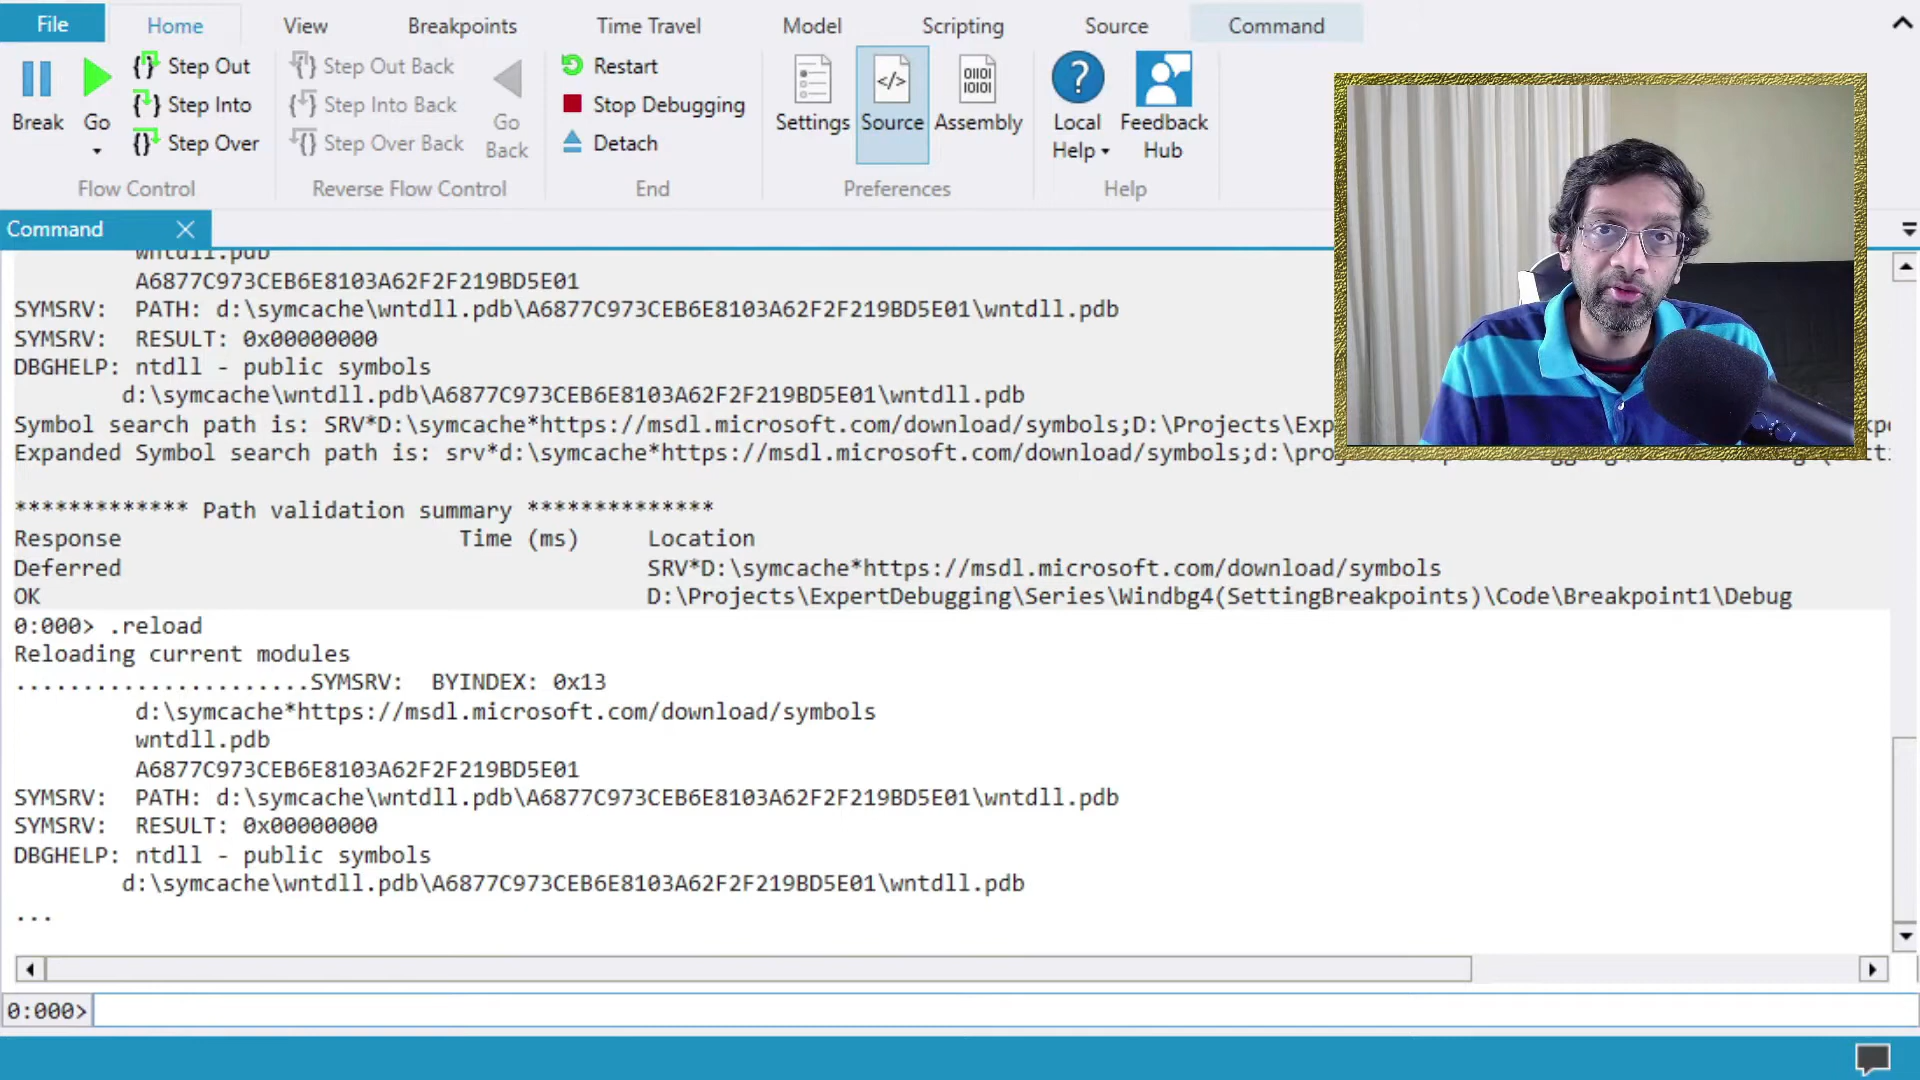 File Home View Breakpoints Time Travel Model Scripting Source Command
Break
Go
Step Out
Step Into
Step Over
Flow Control
Step Out Back
Step Into Back
Step Over Back
Go
Back
Reverse Flow Control
Restart
Stop Debugging
Detach
End
Settings Source Assembly
Preferences
Local
Help
Feedback
Hub
Help
Command
wntdll.pdb
A6877C973CEB6E8103A62F2F219BD5E01
SYMSRV: PATH: d:\symcache\wntdll.pdb\A6877C973CEB6E8103A62F2F219BD5E01\wntdll.pdb
SYMSRV: RESULT: 0x00000000
DBGHELP: ntdll - public symbols
d:\symcache\wntdll.pdb\A6877C973CEB6E8103A62F2F219BD5E01\wntdll.pdb
Symbol search path is: SRV*D:\symcache*https://msdl.microsoft.com/download/symbols;D:\Projects\Exp
Expanded Symbol search path is: srv*d:\symcache*https://msdl.microsoft.com/download/symbols;d:\pro
************* Path validation summary **************
Response Time (ms) Location
Deferred SRV*D:\symcache*https://msdl.microsoft.com/download/symbols
OK D:\Projects\ExpertDebugging\Series\Windbg4(SettingBreakpoints)\Code\Breakpoint1\Debug
0:000> .reload
Reloading current modules
......................SYMSRV: BYINDEX: 0x13
d:\symcache*https://msdl.microsoft.com/download/symbols
wntdll.pdb
A6877C973CEB6E8103A62F2F219BD5E01
SYMSRV: PATH: d:\symcache\wntdll.pdb\A6877C973CEB6E8103A62F2F219BD5E01\wntdll.pdb
SYMSRV: RESULT: 0x00000000
DBGHELP: ntdll - public symbols
d:\symcache\wntdll.pdb\A6877C973CEB6E8103A62F2F219BD5E01\wntdll.pdb
...
0:000>